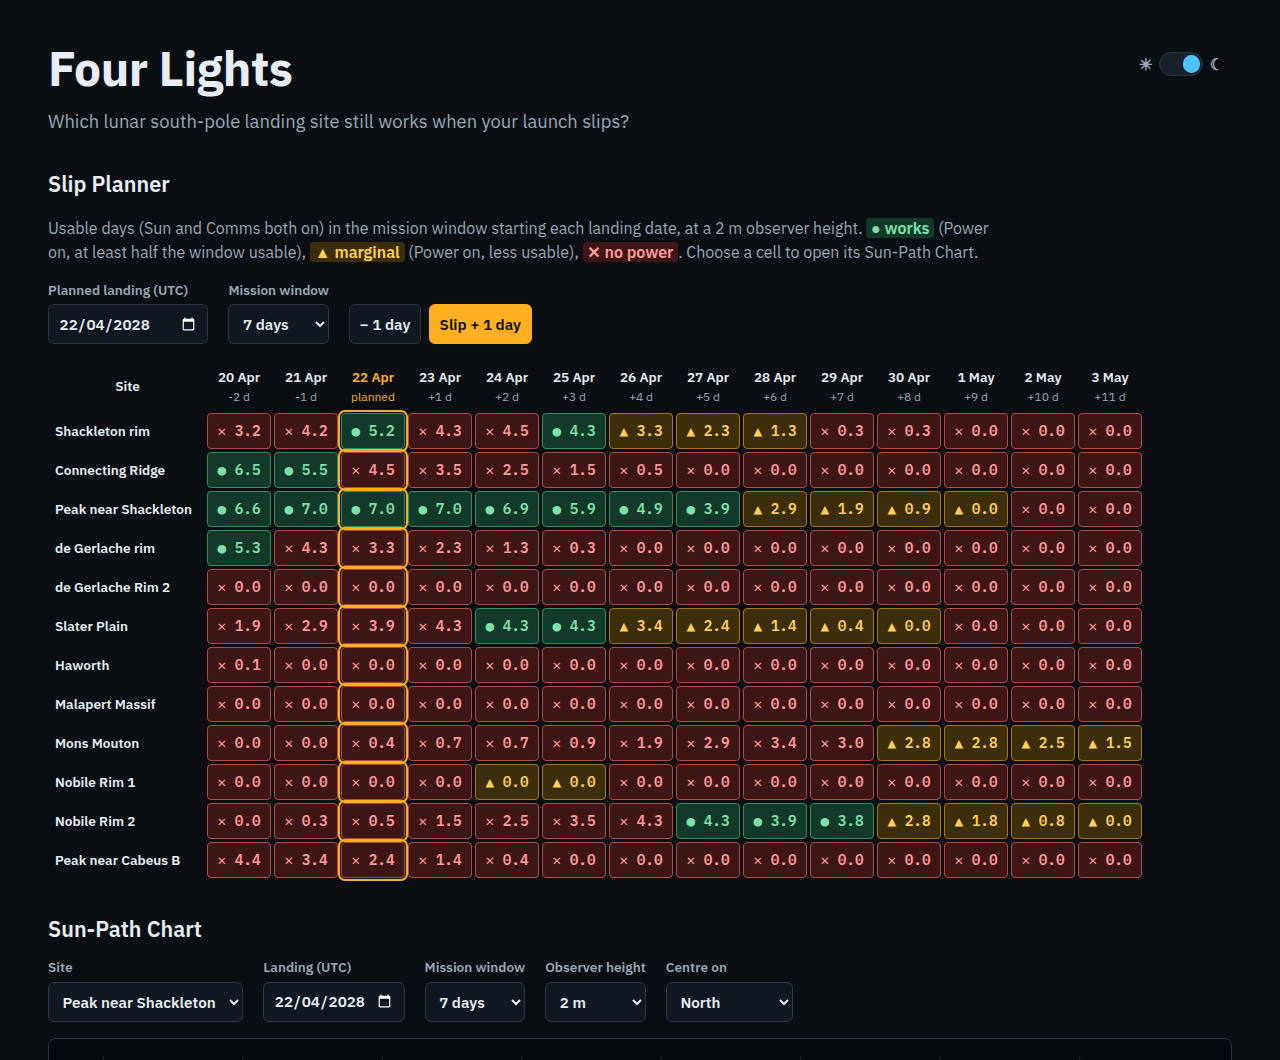 Four Lights
☀ ☾
Which lunar south-pole landing site still works when your launch slips?
Slip Planner
Usable days (Sun and Comms both on) in the mission window starting each landing date, at a 2 m observer height. ● works (Power
on, at least half the window usable), ▲ marginal (Power on, less usable), ✕ no power. Choose a cell to open its Sun-Path Chart.
Planned landing (UTC) Mission window
22/04/2028 7 days − 1 day Slip + 1 day
20 Apr 21 Apr 22 Apr 23 Apr 24 Apr 25 Apr 26 Apr 27 Apr 28 Apr 29 Apr 30 Apr 1 May 2 May 3 May
Site
-2 d -1 d planned +1 d +2 d +3 d +4 d +5 d +6 d +7 d +8 d +9 d +10 d +11 d
Shackleton rim × 3.2 × 4.2 ● 5.2 × 4.3 × 4.5 ● 4.3 ▲ 3.3 ▲ 2.3 ▲ 1.3 × 0.3 × 0.3 × 0.0 × 0.0 × 0.0
Connecting Ridge ● 6.5 ● 5.5 × 4.5 × 3.5 × 2.5 × 1.5 × 0.5 × 0.0 × 0.0 × 0.0 × 0.0 × 0.0 × 0.0 × 0.0
Peak near Shackleton ● 6.6 ● 7.0 ● 7.0 ● 7.0 ● 6.9 ● 5.9 ● 4.9 ● 3.9 ▲ 2.9 ▲ 1.9 ▲ 0.9 ▲ 0.0 × 0.0 × 0.0
de Gerlache rim ● 5.3 × 4.3 × 3.3 × 2.3 × 1.3 × 0.3 × 0.0 × 0.0 × 0.0 × 0.0 × 0.0 × 0.0 × 0.0 × 0.0
de Gerlache Rim 2 × 0.0 × 0.0 × 0.0 × 0.0 × 0.0 × 0.0 × 0.0 × 0.0 × 0.0 × 0.0 × 0.0 × 0.0 × 0.0 × 0.0
Slater Plain × 1.9 × 2.9 × 3.9 × 4.3 ● 4.3 ● 4.3 ▲ 3.4 ▲ 2.4 ▲ 1.4 ▲ 0.4 ▲ 0.0 × 0.0 × 0.0 × 0.0
Haworth × 0.1 × 0.0 × 0.0 × 0.0 × 0.0 × 0.0 × 0.0 × 0.0 × 0.0 × 0.0 × 0.0 × 0.0 × 0.0 × 0.0
Malapert Massif × 0.0 × 0.0 × 0.0 × 0.0 × 0.0 × 0.0 × 0.0 × 0.0 × 0.0 × 0.0 × 0.0 × 0.0 × 0.0 × 0.0
Mons Mouton × 0.0 × 0.0 × 0.4 × 0.7 × 0.7 × 0.9 × 1.9 × 2.9 × 3.4 × 3.0 ▲ 2.8 ▲ 2.8 ▲ 2.5 ▲ 1.5
Nobile Rim 1 × 0.0 × 0.0 × 0.0 × 0.0 ▲ 0.0 ▲ 0.0 × 0.0 × 0.0 × 0.0 × 0.0 × 0.0 × 0.0 × 0.0 × 0.0
Nobile Rim 2 × 0.0 × 0.3 × 0.5 × 1.5 × 2.5 × 3.5 × 4.3 ● 4.3 ● 3.9 ● 3.8 ▲ 2.8 ▲ 1.8 ▲ 0.8 ▲ 0.0
Peak near Cabeus B × 4.4 × 3.4 × 2.4 × 1.4 × 0.4 × 0.0 × 0.0 × 0.0 × 0.0 × 0.0 × 0.0 × 0.0 × 0.0 × 0.0
Sun-Path Chart
Site Landing (UTC) Mission window Observer height Centre on
Peak near Shackleton 22/04/2028 7 days 2 m North